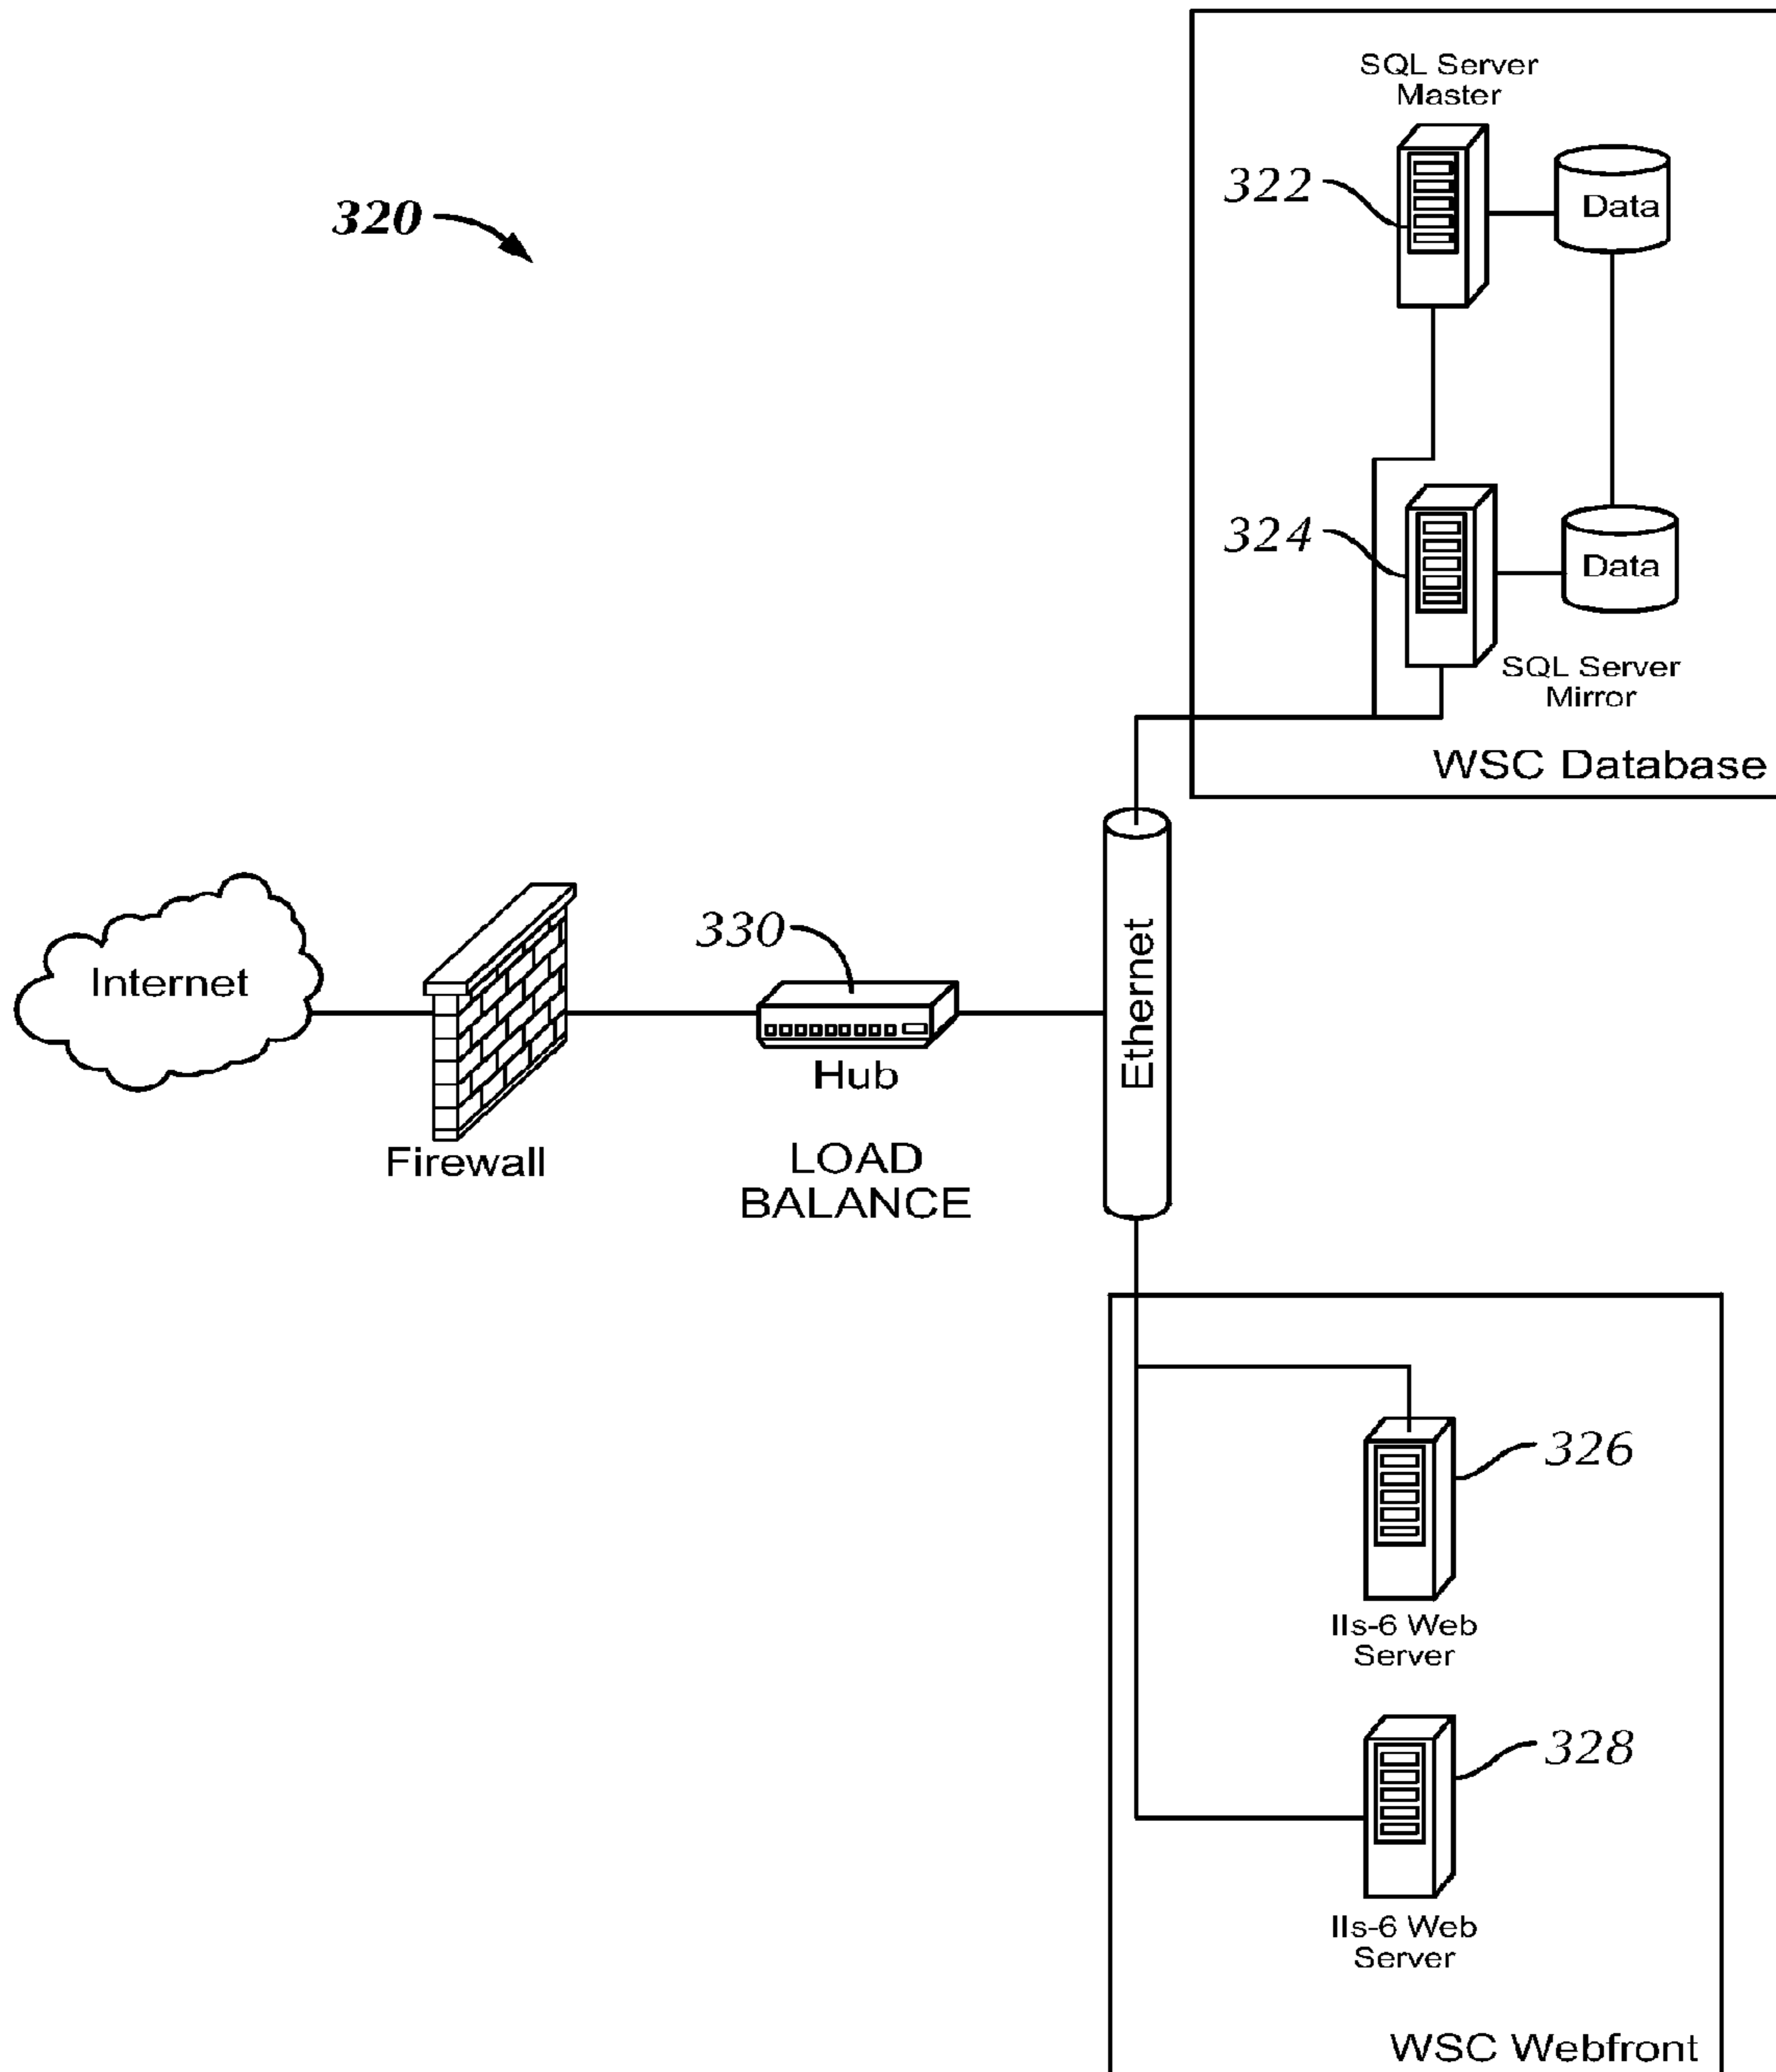 SQL Server
Master
322
Data
320
324
Data
SQL Server
Mirror
WSC Database
Internet
Firewall
330
Hub
LOAD
BALANCE
Ethernet
326
IIs-6 Web
Server
328
IIs-6 Web
Server
WSC Webfront